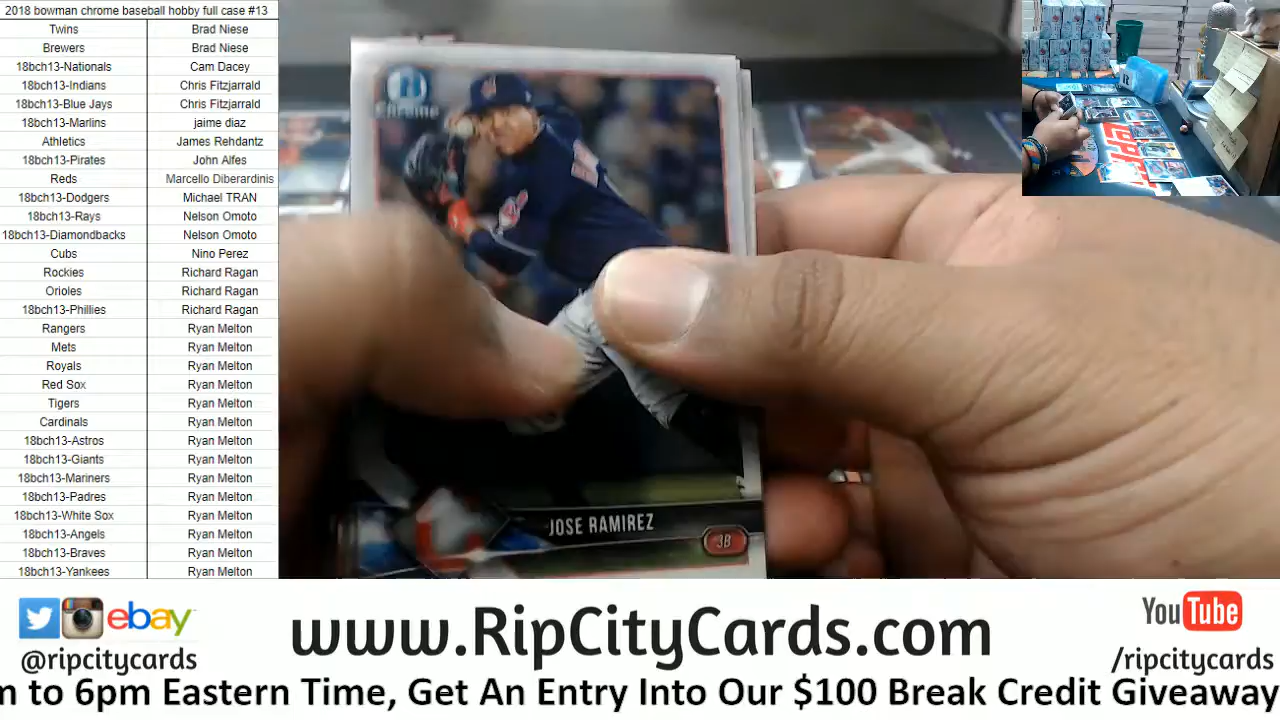 2018 bowman chrome baseball hobby full case #13
Twins Brad Niese
Brewers Brad Niese
18bch13-Nationals Cam Dacey
18bch13-Indians Chris Fitzjarrald
18bch13-Blue Jays Chris Fitzjarrald
18bch13-Marlins jaime diaz
Athletics James Rehdantz
18bch13-Pirates John Alfes
Reds Marcello Diberardinis
18bch13-Dodgers Michael TRAN
18bch13-Rays Nelson Omoto
18bch13-Diamondbacks Nelson Omoto
Cubs Nino Perez
Rockies Richard Ragan
Orioles Richard Ragan
18bch13-Phillies Richard Ragan
Rangers Ryan Melton
Mets Ryan Melton
Royals Ryan Melton
Red Sox Ryan Melton
Tigers Ryan Melton
Cardinals Ryan Melton
18bch13-Astros Ryan Melton
18bch13-Giants Ryan Melton
18bch13-Mariners Ryan Melton
18bch13-Padres Ryan Melton
18bch13-White Sox Ryan Melton
18bch13-Angels Ryan Melton
18bch13-Braves Ryan Melton
18bch13-Yankees Ryan Melton
Chrome
JOSE RAMIREZ
3B
ebay
@ripcitycards
www.RipCityCards.com
YouTube
/ripcitycards
m to 6pm Eastern Time, Get An Entry Into Our $100 Break Credit Giveaway